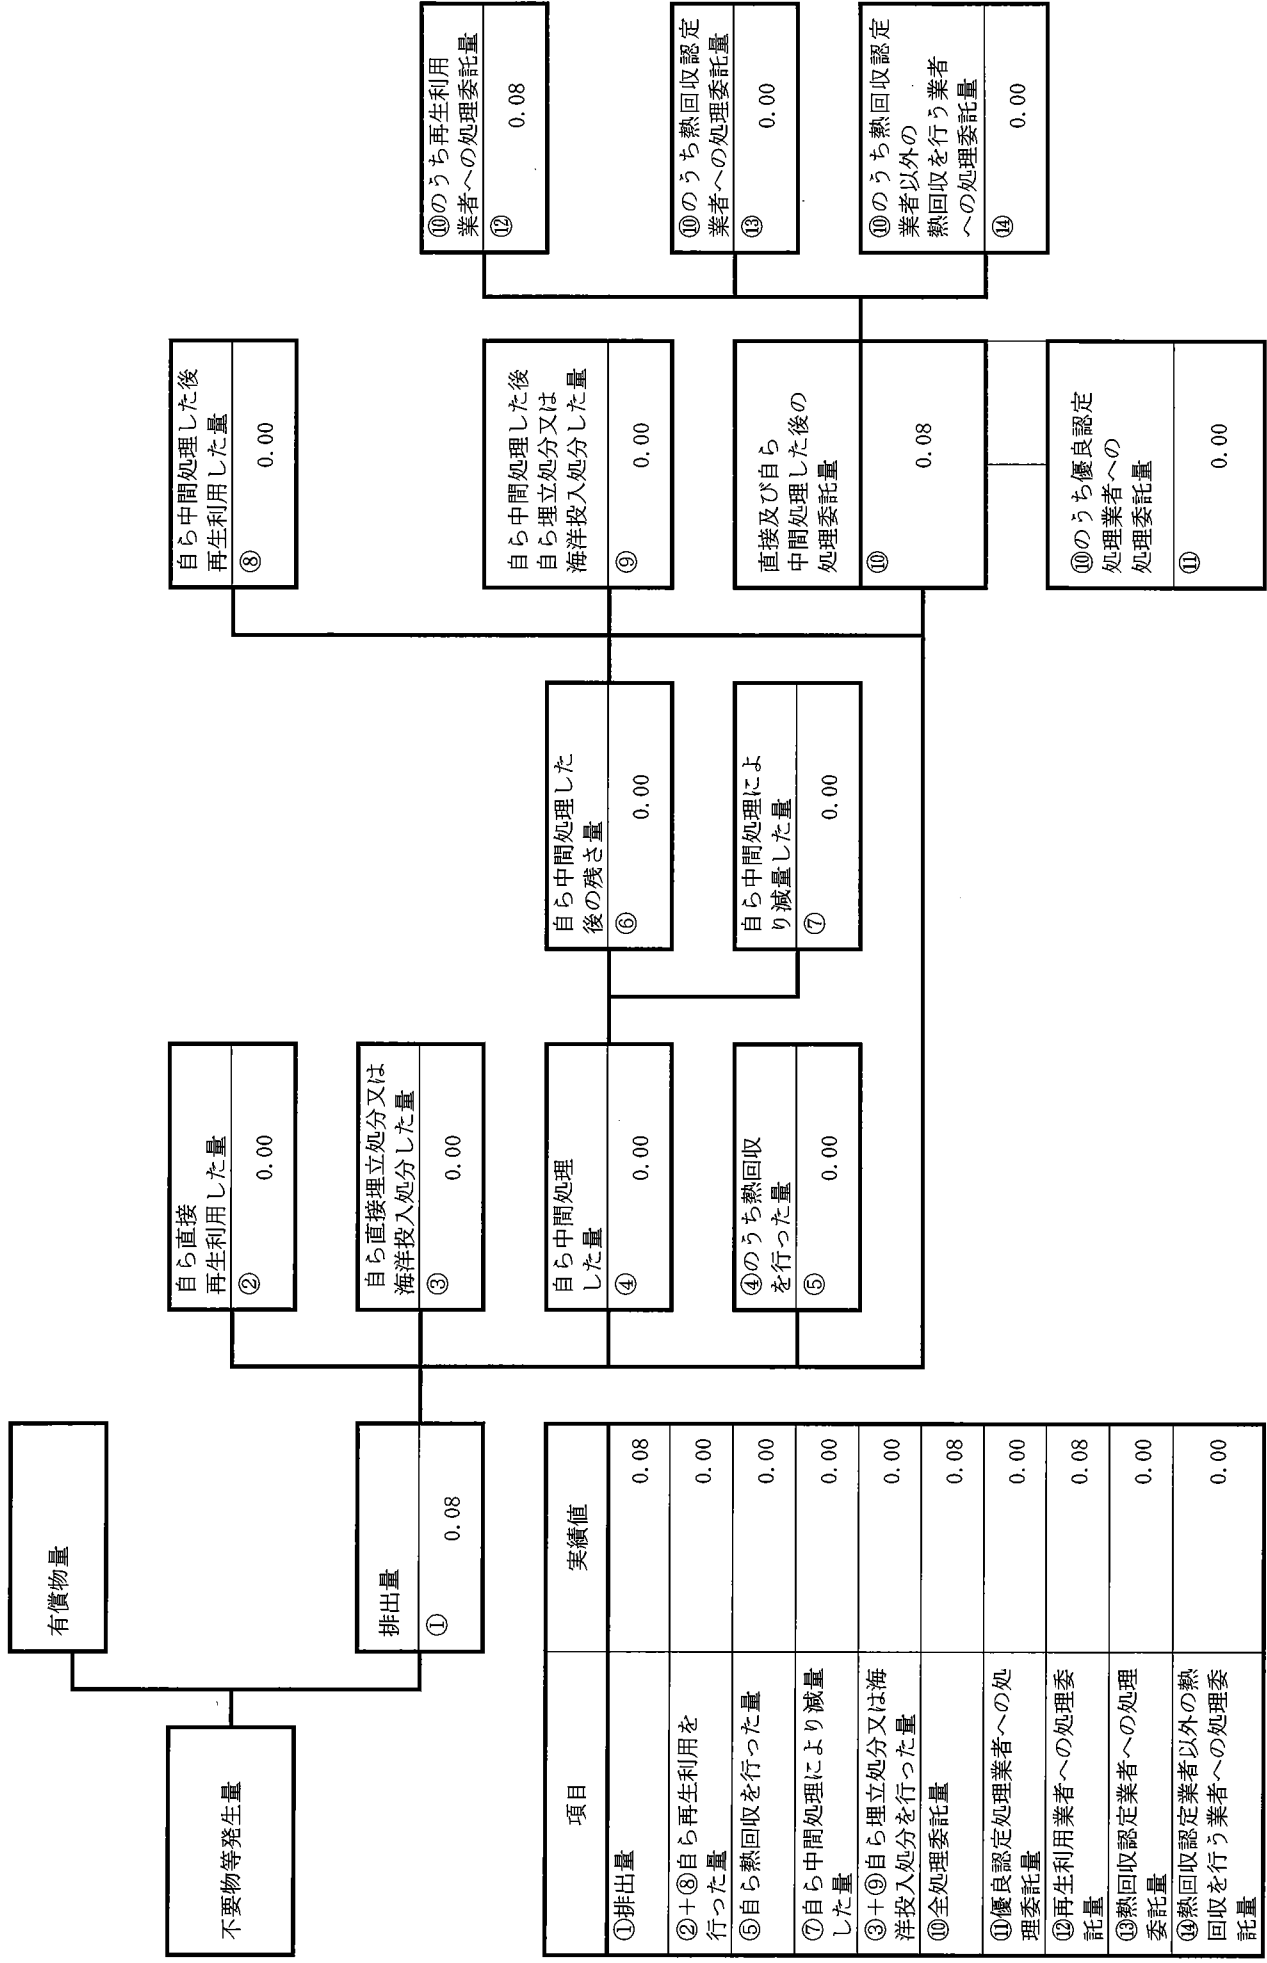 不要物等発生量
有償物量
排出量
① 0.08
自ら直接
再生利用した量
② 0.00
自ら直接埋立処分又は
海洋投入処分した量
③ 0.00
自ら中間処理
した量
④ 0.00
④のうち熱回収
を行った量
⑤ 0.00
自ら中間処理した
後の残さ量
⑥ 0.00
自ら中間処理によ
り減量した量
⑦ 0.00
自ら中間処理した後
再生利用した量
⑧ 0.00
自ら中間処理した後
自ら埋立処分又は
海洋投入処分した量
⑨ 0.00
直接及び自ら
中間処理した後の
処理委託量
⑩ 0.08
⑩のうち優良認定
処理業者への
処理委託量
⑪ 0.00
⑩のうち再生利用
業者への処理委託量
⑫ 0.08
⑩のうち熱回収認定
業者への処理委託量
⑬ 0.00
⑩のうち熱回収認定
業者以外の
熱回収を行う業者
への処理委託量
⑭ 0.00
項目 実績値
①排出量 0.08
②+⑧自ら再生利用を
行った量 0.00
⑤自ら熱回収を行った量 0.00
⑦自ら中間処理により減量
した量 0.00
③+⑨自ら埋立処分又は海
洋投入処分を行った量 0.00
⑩全処理委託量 0.08
⑪優良認定処理業者への処
理委託量 0.00
⑫再生利用業者への処理委
託量 0.08
⑬熱回収認定業者への処理
委託量 0.00
⑭熱回収認定業者以外の熱
回収を行う業者への処理委
託量 0.00